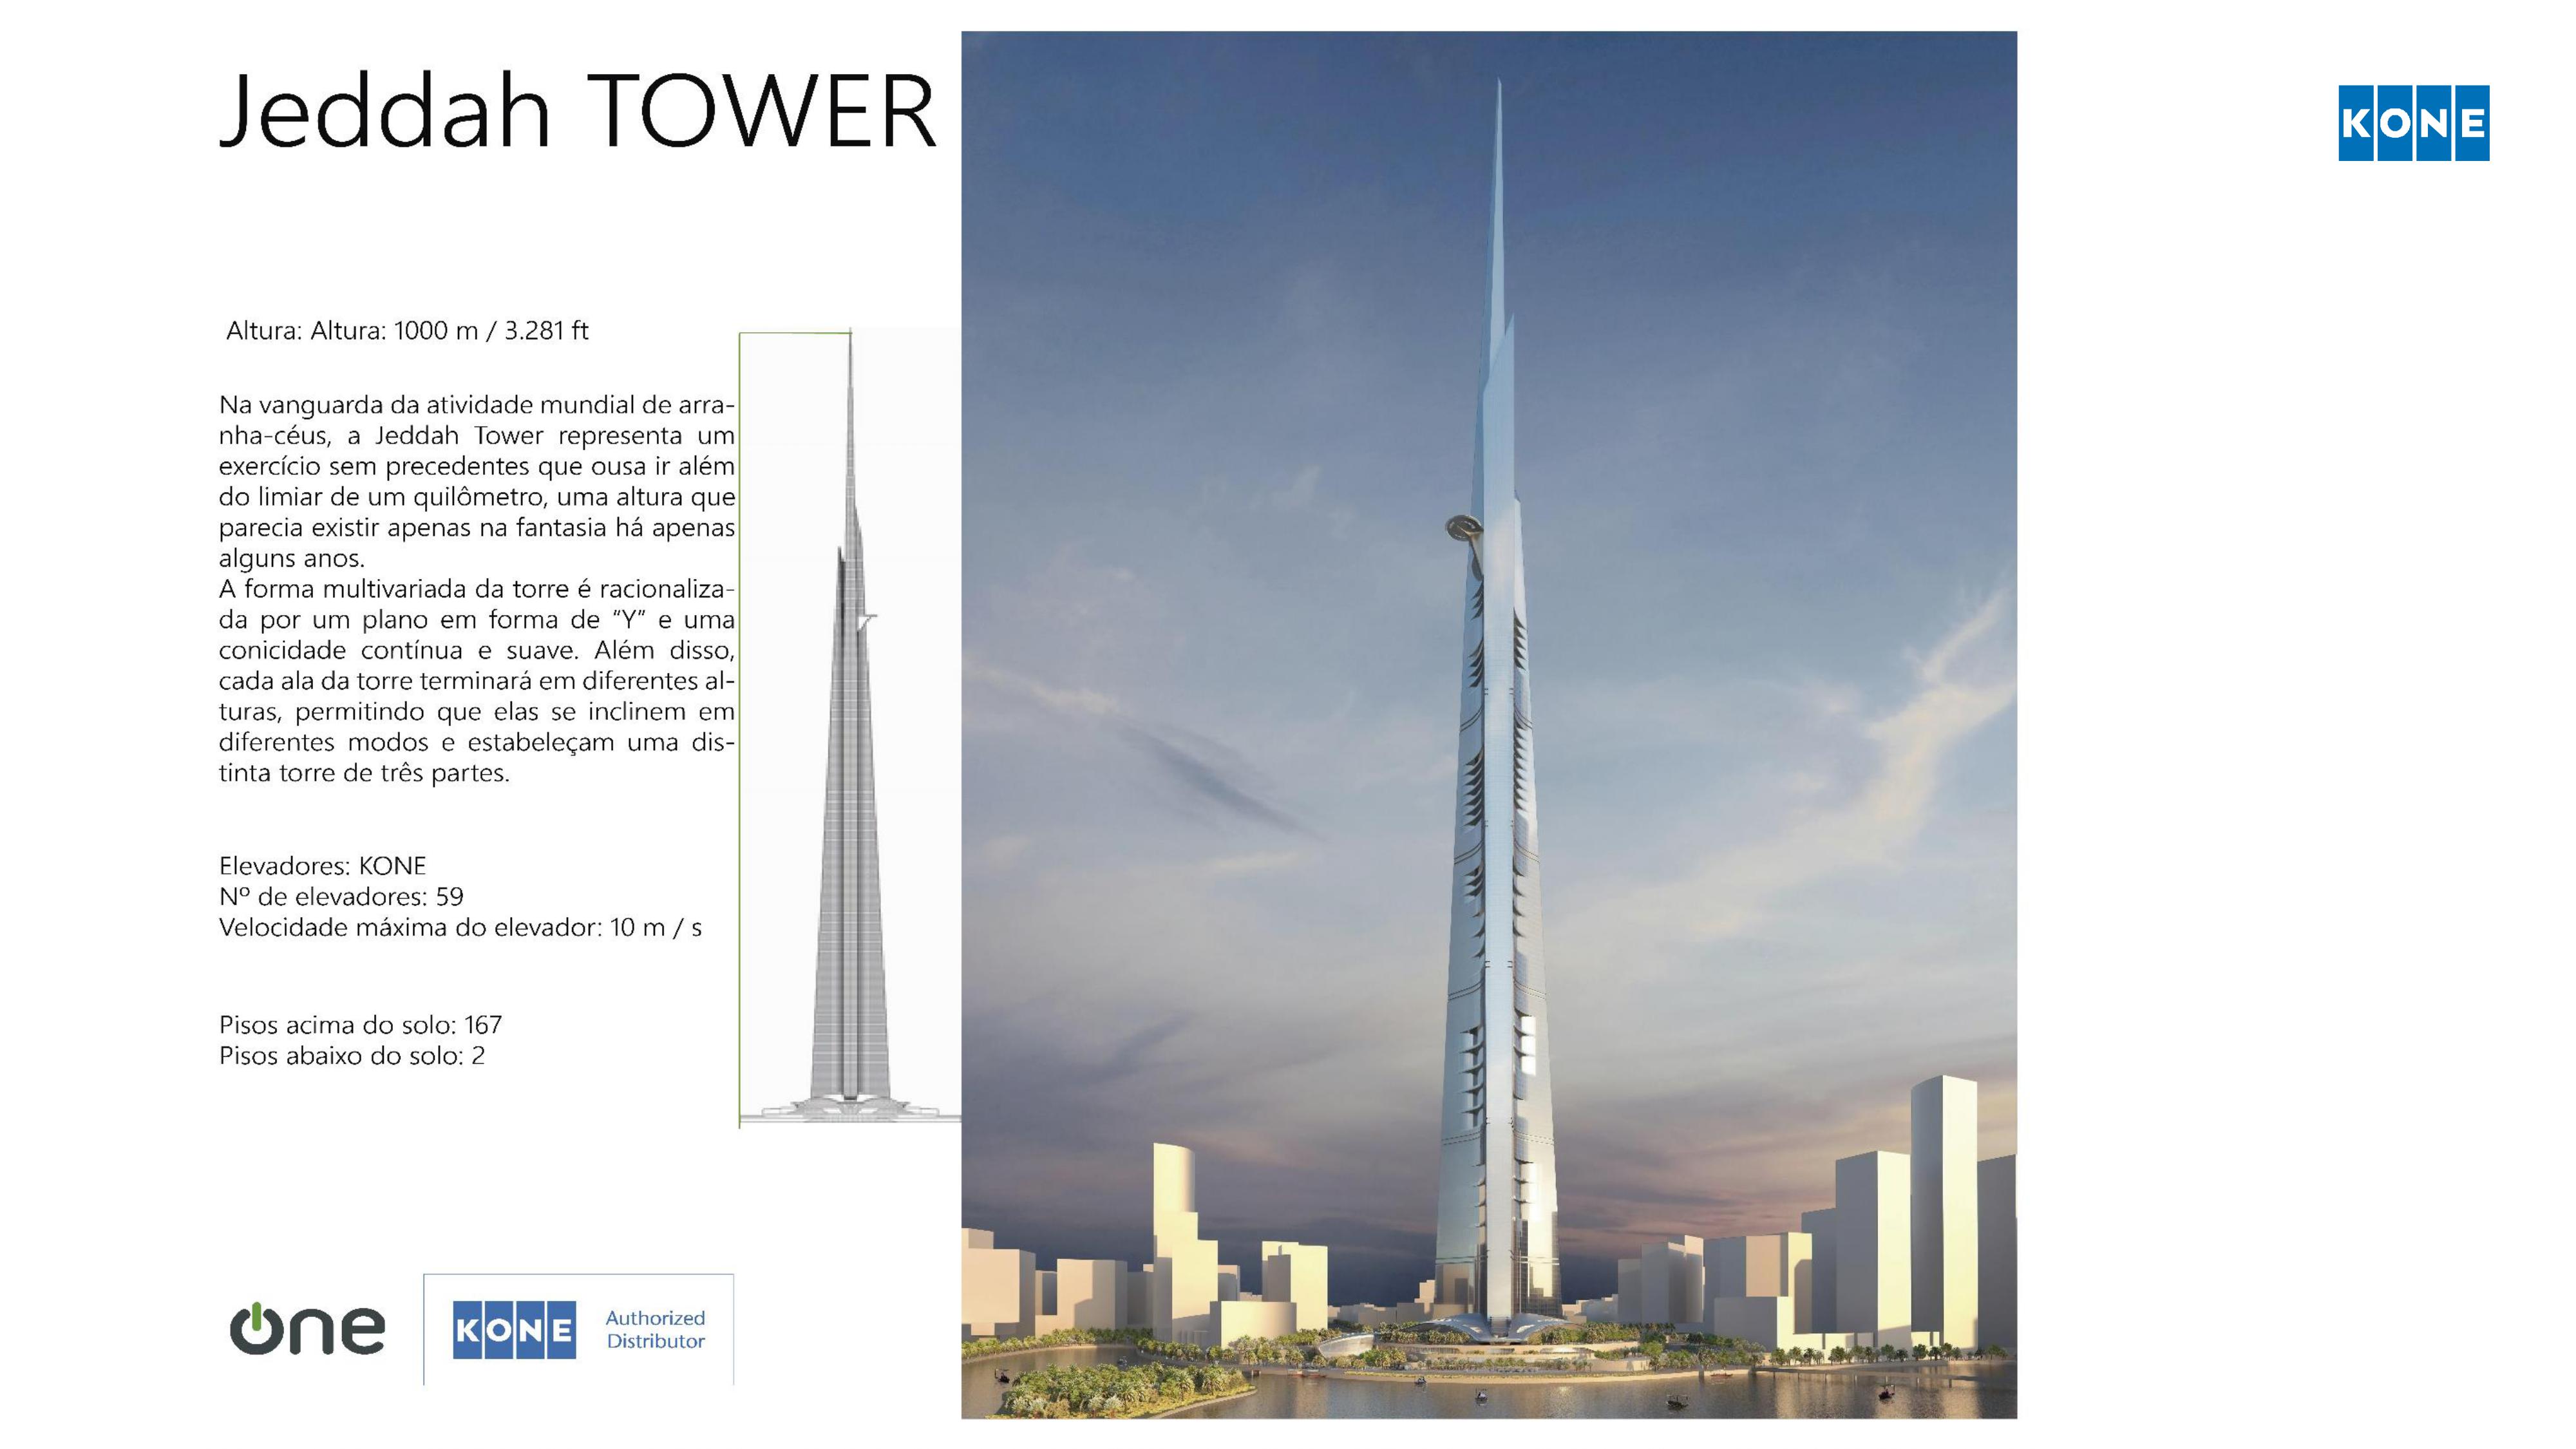 Jeddah TOWER
KONE
Altura: Altura: 1000 m / 3.281 ft
Na vanguarda da atividade mundial de arra-
nha-céus, a Jeddah Tower representa um
exercício sem precedentes que ousa ir além
do limiar de um quilômetro, uma altura que
parecia existir apenas na fantasia há apenas
alguns anos.
A forma multivariada da torre é racionaliza-
da por um plano em forma de “Y” e uma
conicidade contínua e suave. Além disso,
cada ala da torre terminará em diferentes al-
turas, permitindo que elas se inclinem em
diferentes modos e estabeleçam uma dis-
tinta torre de três partes.
Elevadores: KONE
Nº de elevadores: 59
Velocidade máxima do elevador: 10 m / s
Pisos acima do solo: 167
Pisos abaixo do solo: 2
one
KONE
Authorized
Distributor